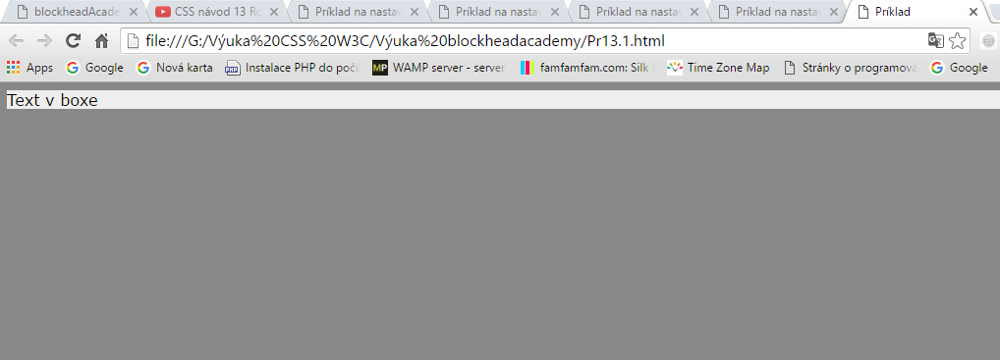 blockheadAcade CSS návod 13 Ro Príklad na nastav Príklad na nastav Príklad na nastav Príklad na nastav Príklad
file:///G:/Výuka%20CSS%20W3C/Výuka%20blockheadacademy/Pr13.1.html
Apps Google Nová karta Instalace PHP do počí WAMP server - server famfamfam.com: Silk Time Zone Map Stránky o programova Google
Text v boxe